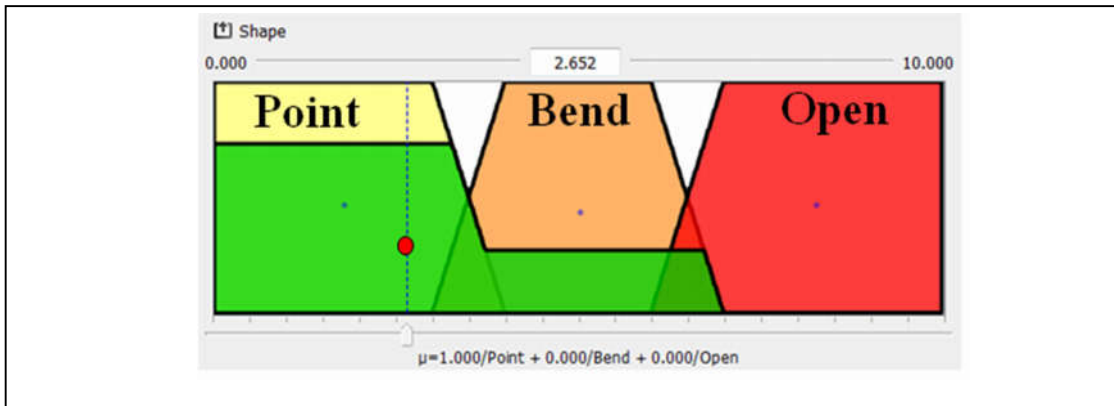 Shape
0.000 2.652 10.000
Point Bend Open
μ=1.000/Point + 0.000/Bend + 0.000/Open